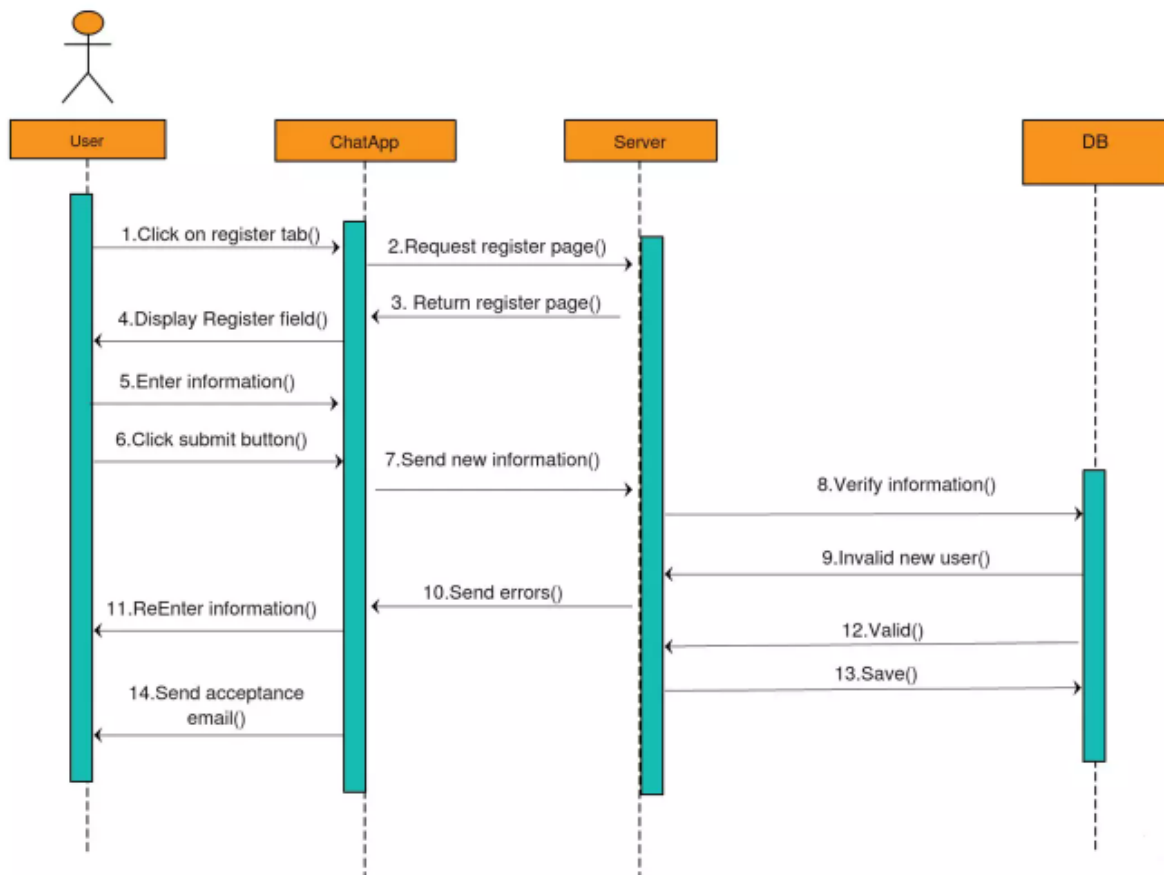 User
ChatApp
Server
DB
1.Click on register tab()
2.Request register page()
3. Return register page()
4.Display Register field()
5.Enter information()
6.Click submit button()
7.Send new information()
8.Verify information()
9.Invalid new user()
10.Send errors()
11.ReEnter information()
12.Valid()
13.Save()
14.Send acceptance
email()